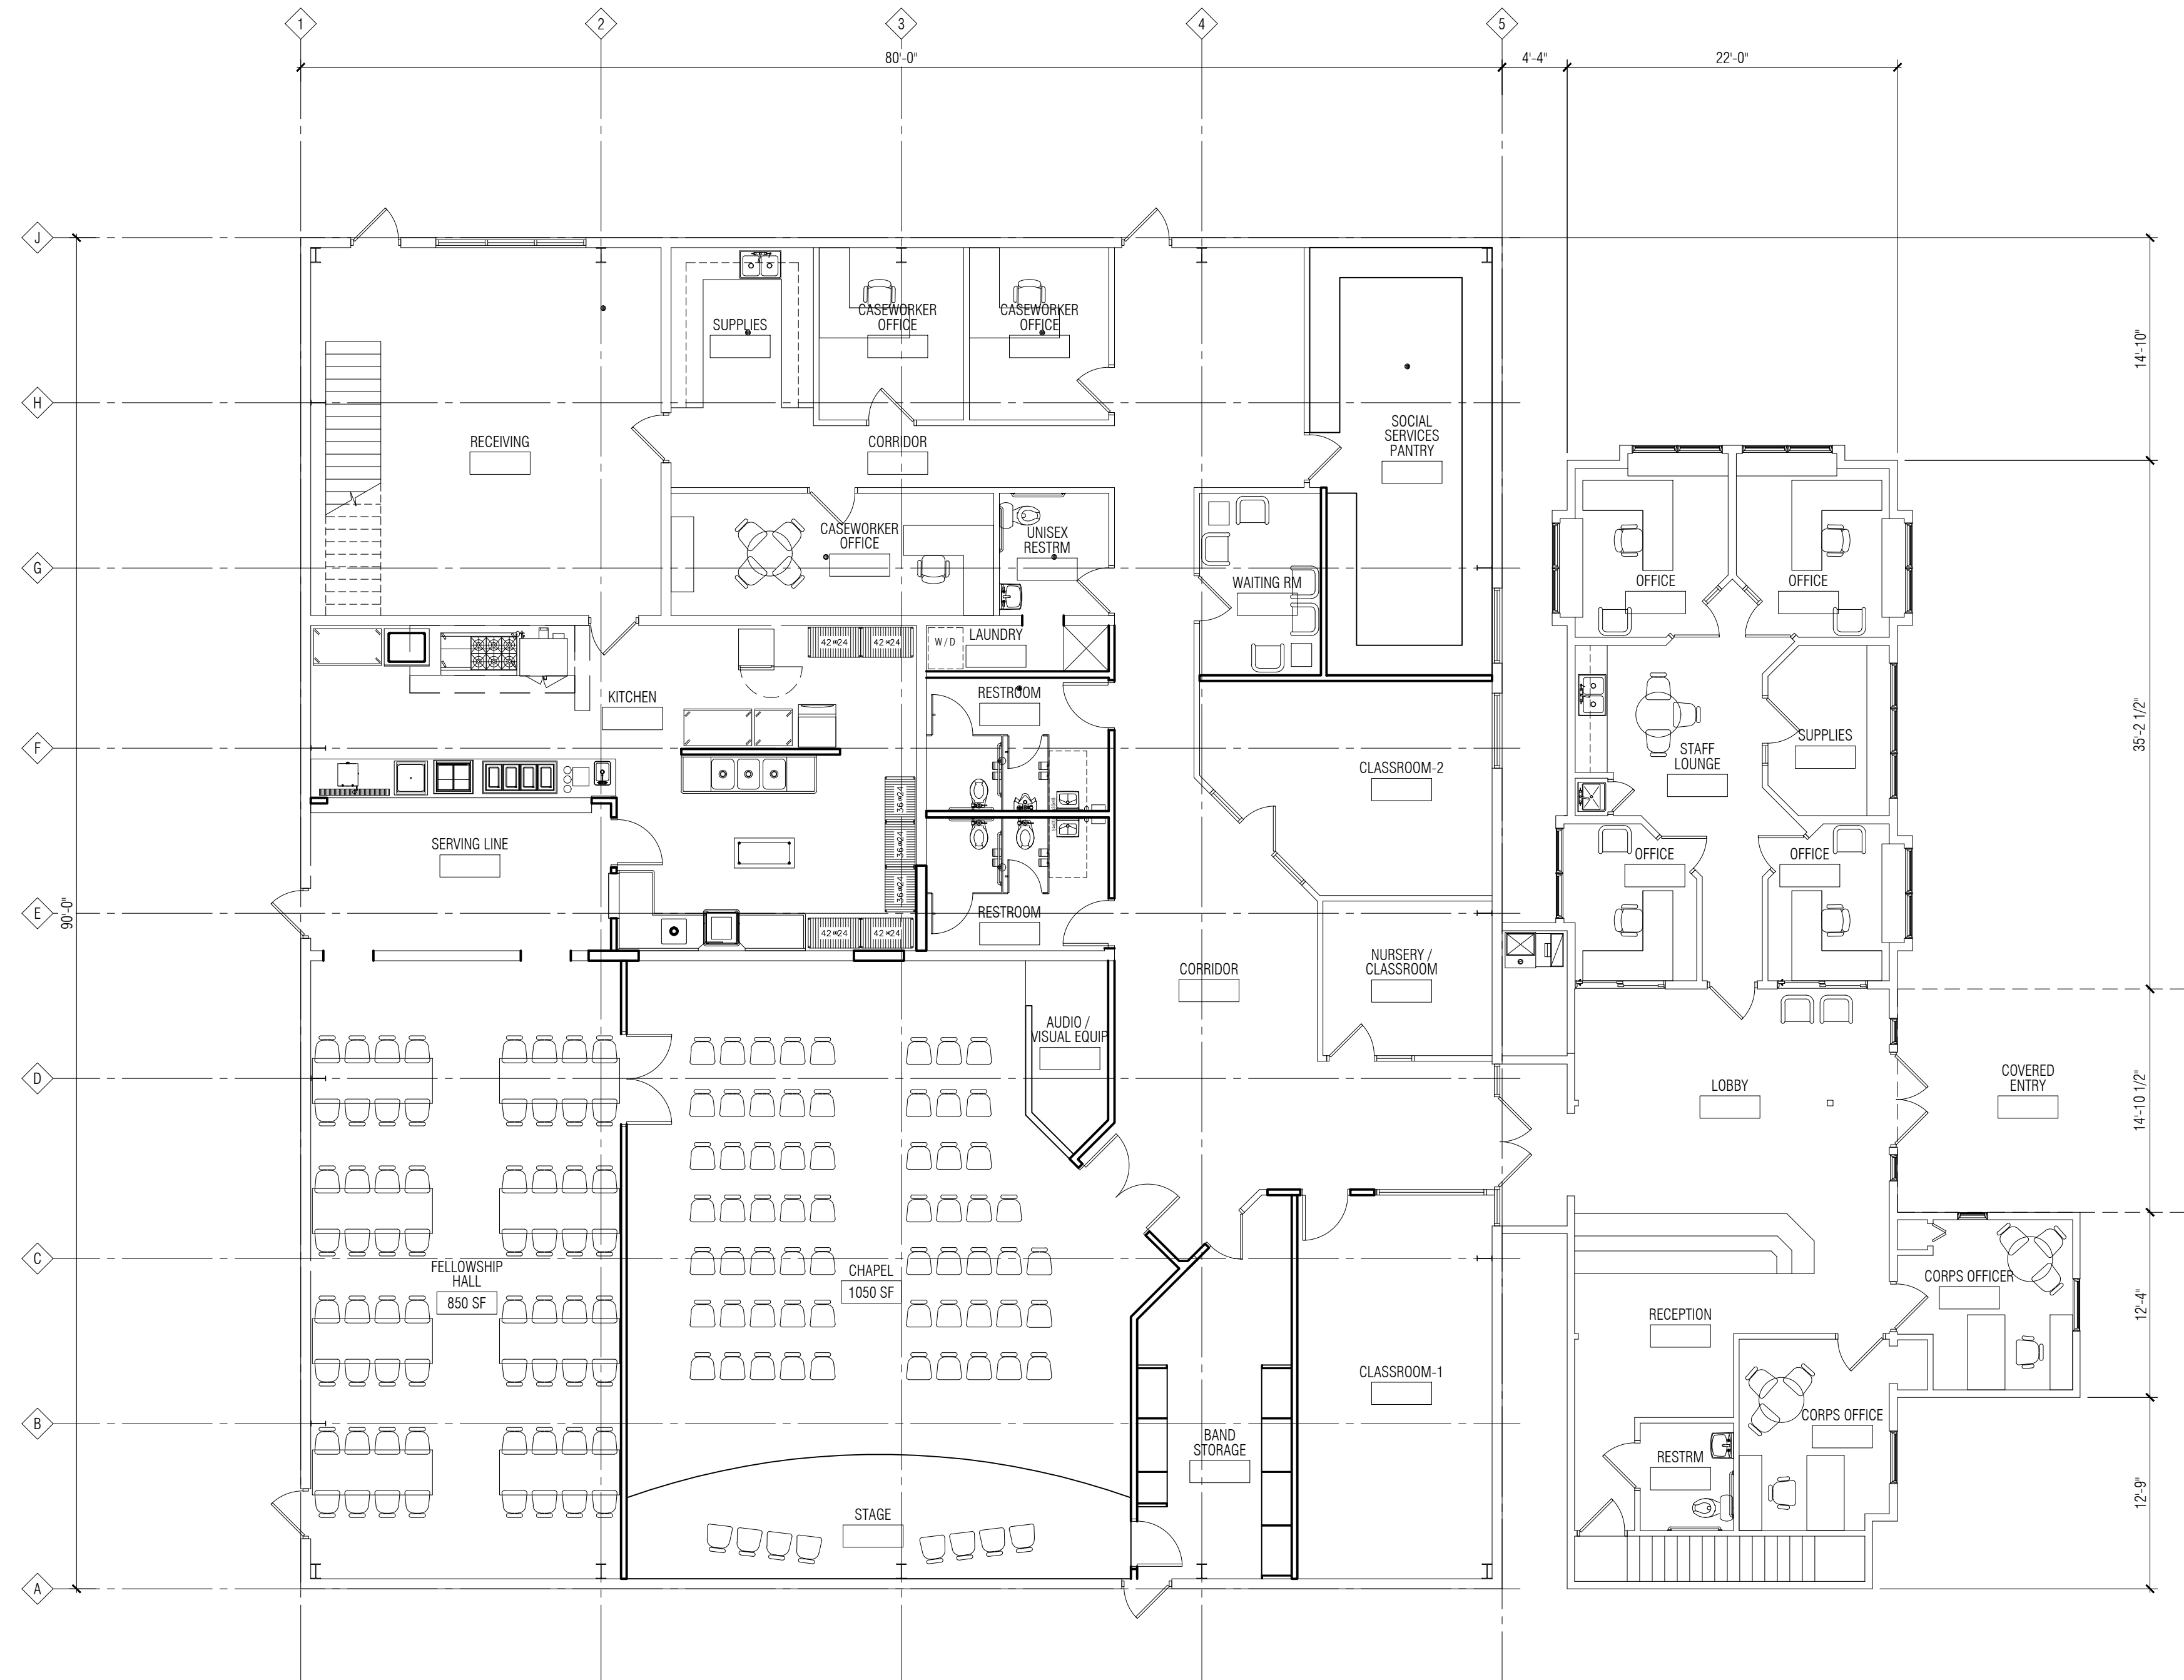 1
2
3
4
5
80'-0"
4'-4"
22'-0"
J
H
G
F
E
D
C
B
A
90'-0"
14'-10"
35'-2 1/2"
14'-10 1/2"
12'-4"
12'-9"
SUPPLIES
CASEWORKER
OFFICE
CASEWORKER
OFFICE
RECEIVING
CORRIDOR
SOCIAL
SERVICES
PANTRY
CASEWORKER
OFFICE
UNISEX
RESTRM
WAITING RM
OFFICE
OFFICE
W / D
LAUNDRY
42x24
42x24
KITCHEN
RESTROOM
STAFF
LOUNGE
SUPPLIES
CLASSROOM-2
36x24
36x24
36x24
SERVING LINE
OFFICE
OFFICE
RESTROOM
42x24
42x24
CORRIDOR
NURSERY /
CLASSROOM
AUDIO /
VISUAL EQUIP
LOBBY
COVERED
ENTRY
FELLOWSHIP
HALL
850 SF
CHAPEL
1050 SF
CORPS OFFICER
RECEPTION
CLASSROOM-1
CORPS OFFICE
BAND
STORAGE
RESTRM
STAGE